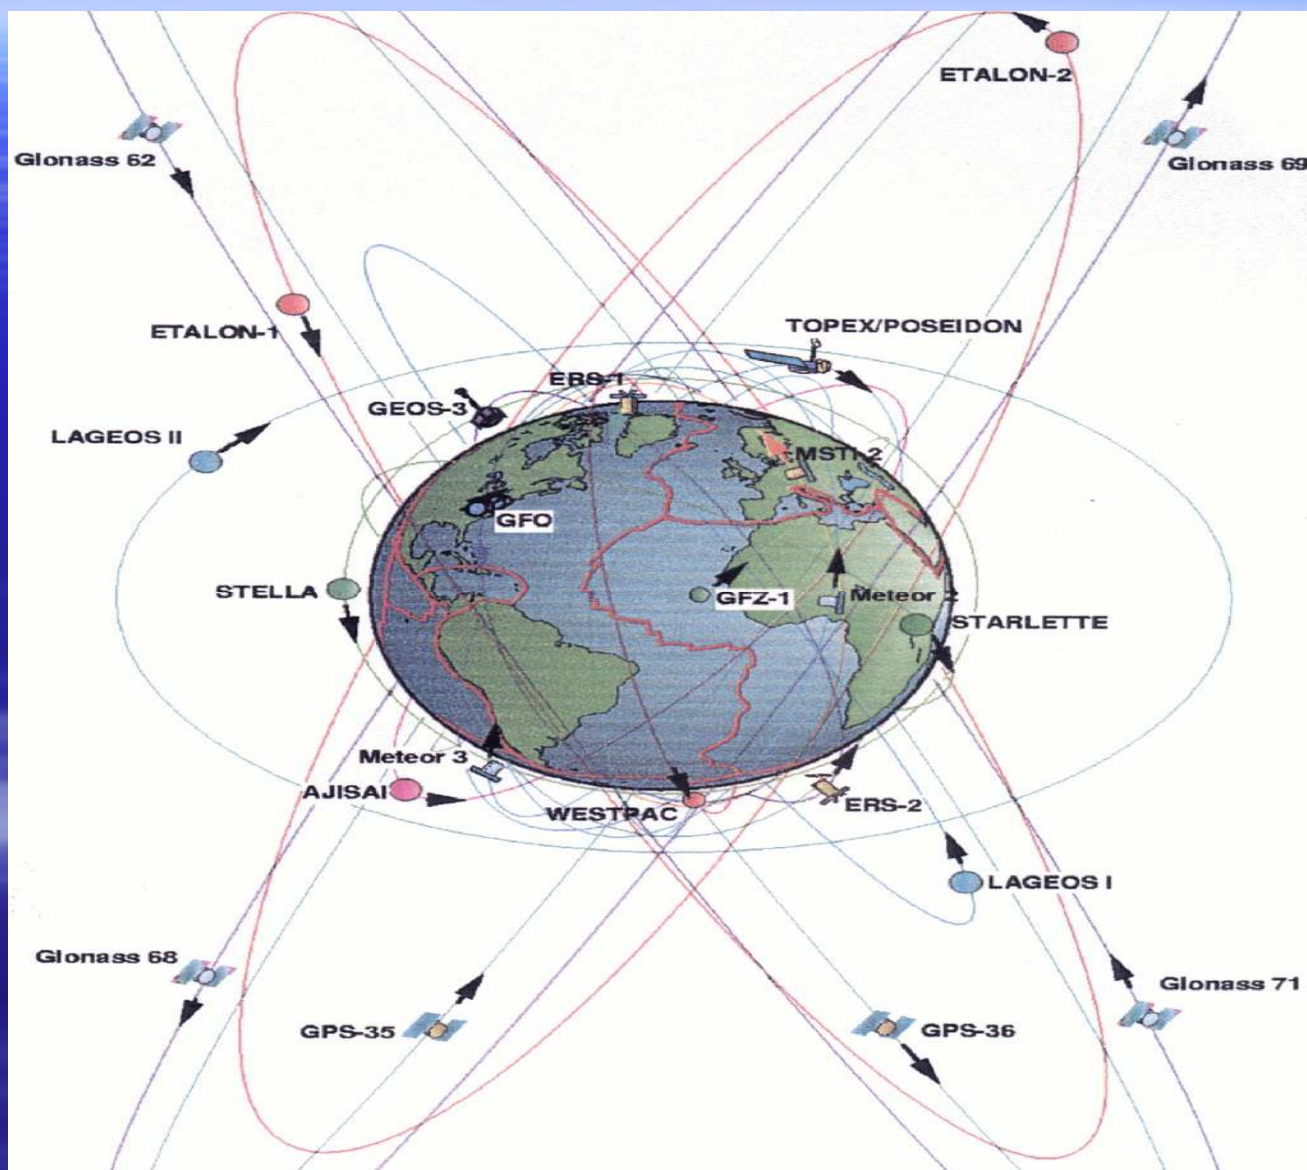 ETALON-2
Glonass 62
Glonass 69
ETALON-1
TOPEX/POSEIDON
ERS-1
GEOS-3
LAGEOS II
MSTI-2
GFO
STELLA
GFZ-1
Meteor 2
STARLETTE
Meteor 3
AJISAI
WESTPAC
ERS-2
LAGEOS I
Glonass 68
Glonass 71
GPS-35
GPS-36